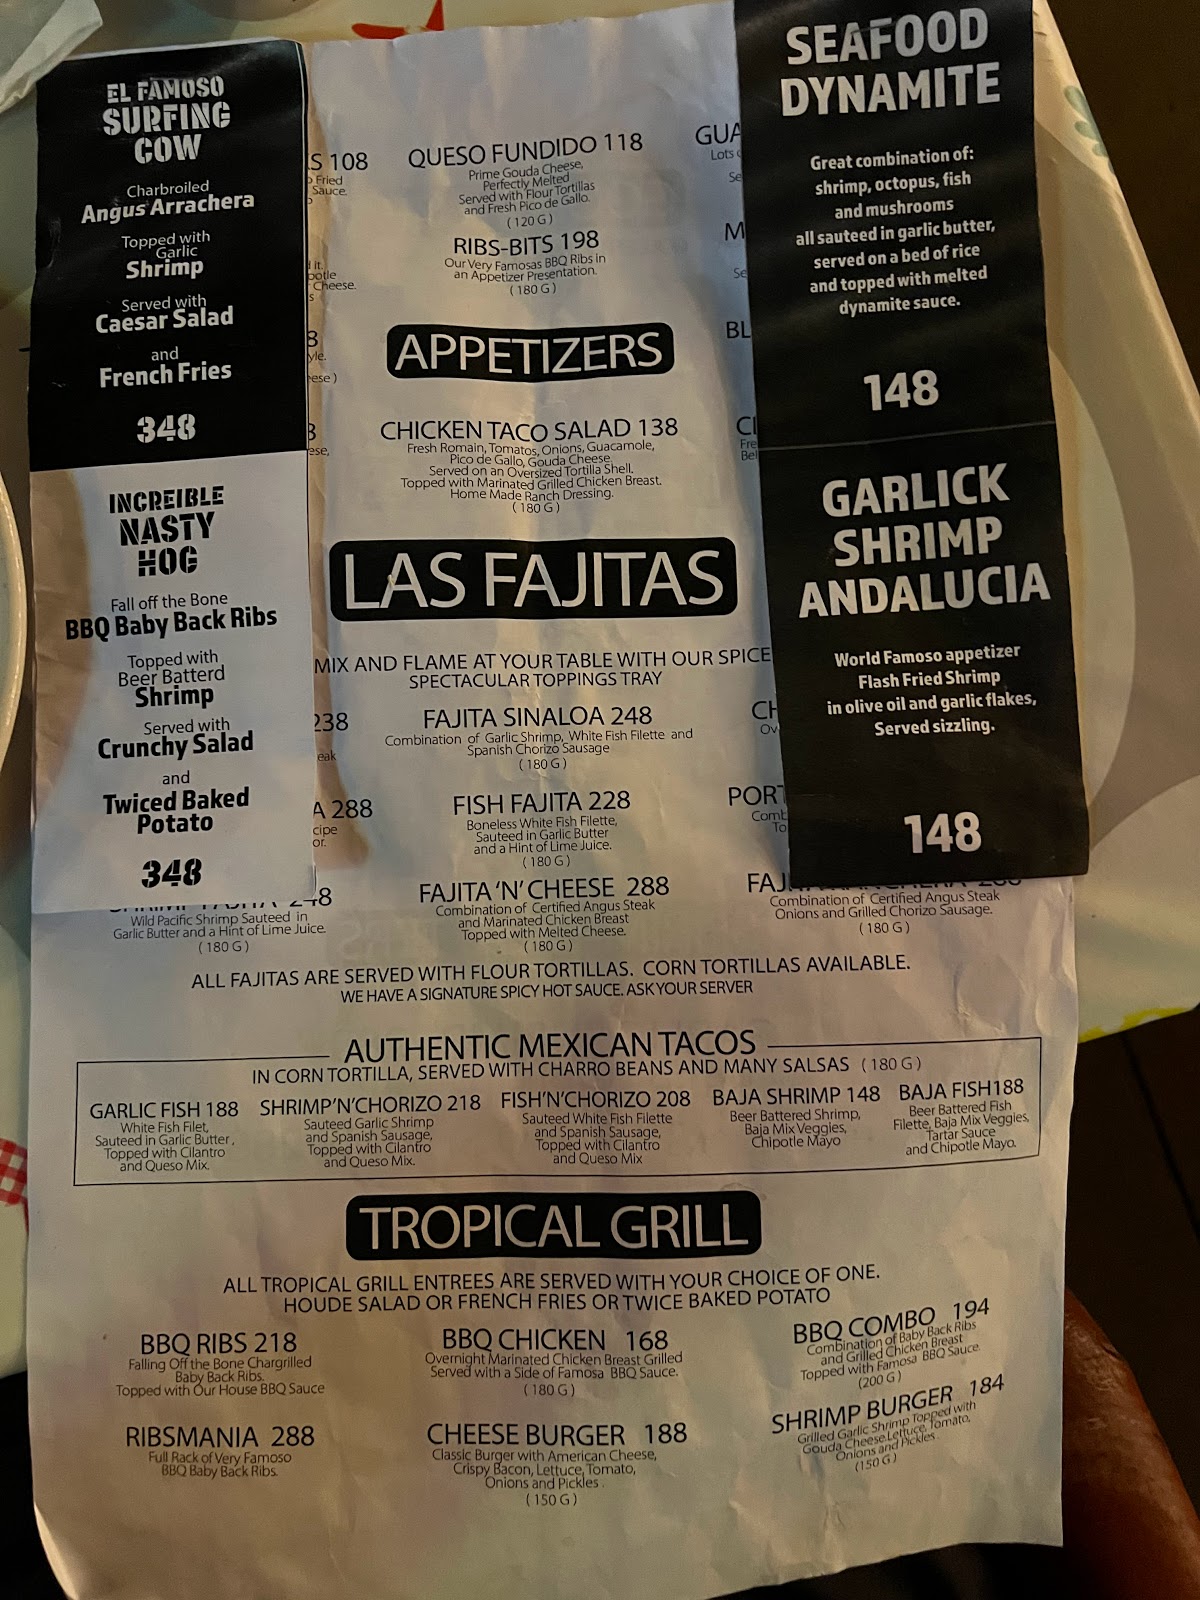 EL FAMOSO
SURFING
COW
Charbroiled
Angus Arrachera
Topped with
Garlic
Shrimp
Served with
Caesar Salad
and
French Fries
348
INCREIBLE
NASTY
HOG
Fall off the Bone
BBQ Baby Back Ribs
Topped with
Beer Batterd
Shrimp
Served with
Crunchy Salad
and
Twiced Baked
Potato
348
SEAFOOD
DYNAMITE
Great combination of:
shrimp, octopus, fish
and mushrooms
all sauteed in garlic butter,
served on a bed of rice
and topped with melted
dynamite sauce.
148
GARLICK
SHRIMP
ANDALUCIA
World Famoso appetizer
Flash Fried Shrimp
in olive oil and garlic flakes,
Served sizzling.
148
108
Fried
Sauce.
Cheese.
QUESO FUNDIDO 118
Prime Gouda Cheese,
Perfectly Melted
Served with Flour Tortillas
and Fresh Pico de Gallo.
(120 G)
RIBS-BITS 198
Our Very Famosas BBQ Ribs in
an Appetizer Presentation.
(180 G)
Lots
APPETIZERS
CHICKEN TACO SALAD 138
Fresh Romain, Tomatos, Onions, Guacamole,
Pico de Gallo, Gouda Cheese.
Served on an Oversized Tortilla Shell.
Topped with Marinated Grilled Chicken Breast.
Home Made Ranch Dressing.
(180 G)
LAS FAJITAS
MIX AND FLAME AT YOUR TABLE WITH OUR SPICE
SPECTACULAR TOPPINGS TRAY
238
FAJITA SINALOA 248
Combination of Garlic Shrimp, White Fish Filette and
Spanish Chorizo Sausage
(180 G)
288
FISH FAJITA 228
Boneless White Fish Filette,
Sauteed in Garlic Butter
and a Hint of Lime Juice.
(180 G)
Wild Pacific Shrimp Sauteed in
Garlic Butter and a Hint of Lime Juice.
(180 G)
FAJITA 'N' CHEESE 288
Combination of Certified Angus Steak
and Marinated Chicken Breast
Topped with Melted Cheese.
(180 G)
Combination of Certified Angus Steak
Onions and Grilled Chorizo Sausage.
(180 G)
ALL FAJITAS ARE SERVED WITH FLOUR TORTILLAS. CORN TORTILLAS AVAILABLE.
WE HAVE A SIGNATURE SPICY HOT SAUCE. ASK YOUR SERVER
AUTHENTIC MEXICAN TACOS
IN CORN TORTILLA, SERVED WITH CHARRO BEANS AND MANY SALSAS (180 G)
GARLIC FISH 188
White Fish Filet,
Sauteed in Garlic Butter,
Topped with Cilantro
and Queso Mix.
SHRIMP'N'CHORIZO 218
Sauteed Garlic Shrimp
and Spanish Sausage,
Topped with Cilantro
and Queso Mix.
FISH'N'CHORIZO 208
Sauteed White Fish Filette
and Spanish Sausage,
Topped with Cilantro
and Queso Mix
BAJA SHRIMP 148
Beer Battered Shrimp,
Baja Mix Veggies,
Chipotle Mayo
BAJA FISH188
Beer Battered Fish
Filette, Baja Mix Veggies,
Tartar Sauce
and Chipotle Mayo.
TROPICAL GRILL
ALL TROPICAL GRILL ENTREES ARE SERVED WITH YOUR CHOICE OF ONE.
HOUDE SALAD OR FRENCH FRIES OR TWICE BAKED POTATO
BBQ RIBS 218
Falling Off the Bone Chargrilled
Baby Back Ribs.
Topped with Our House BBQ Sauce
BBQ CHICKEN 168
Overnight Marinated Chicken Breast Grilled
Served with a Side of Famosa BBQ Sauce.
(180 G)
BBQ COMBO 194
Combination of Baby Back Ribs
and Grilled Chicken Breast
Topped with Famosa BBQ Sauce.
(200 G)
RIBSMANIA 288
Full Rack of Very Famoso
BBQ Baby Back Ribs.
CHEESE BURGER 188
Classic Burger with American Cheese,
Crispy Bacon, Lettuce, Tomato,
Onions and Pickles.
(150 G)
SHRIMP BURGER 184
Grilled Garlic Shrimp Topped with
Gouda Cheese Lettuce, Tomato,
Onions and Pickles.
(150 G)